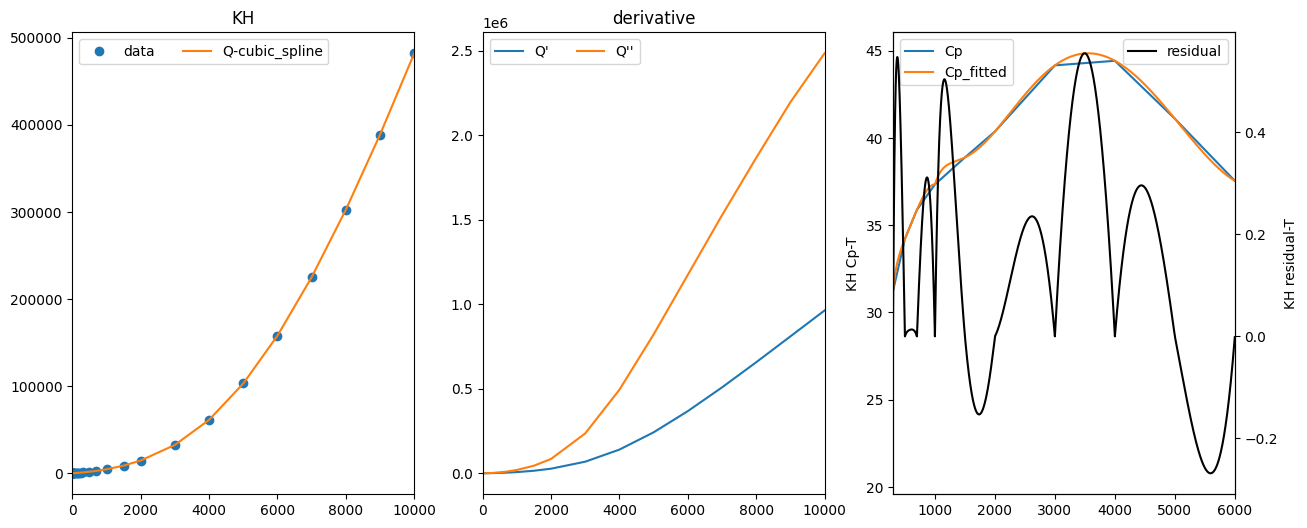 KH
data
Q-cubic_spline
500000
400000
300000
200000
100000
0
0 2000 4000 6000 8000 10000
derivative
1e6
Q'
Q''
2.5
2.0
1.5
1.0
0.5
0.0
0 2000 4000 6000 8000 10000
Cp
Cp_fitted
residual
45
40
35
30
25
20
KH Cp-T
1000 2000 3000 4000 5000 6000
0.4
0.2
0.0
−0.2
KH residual-T